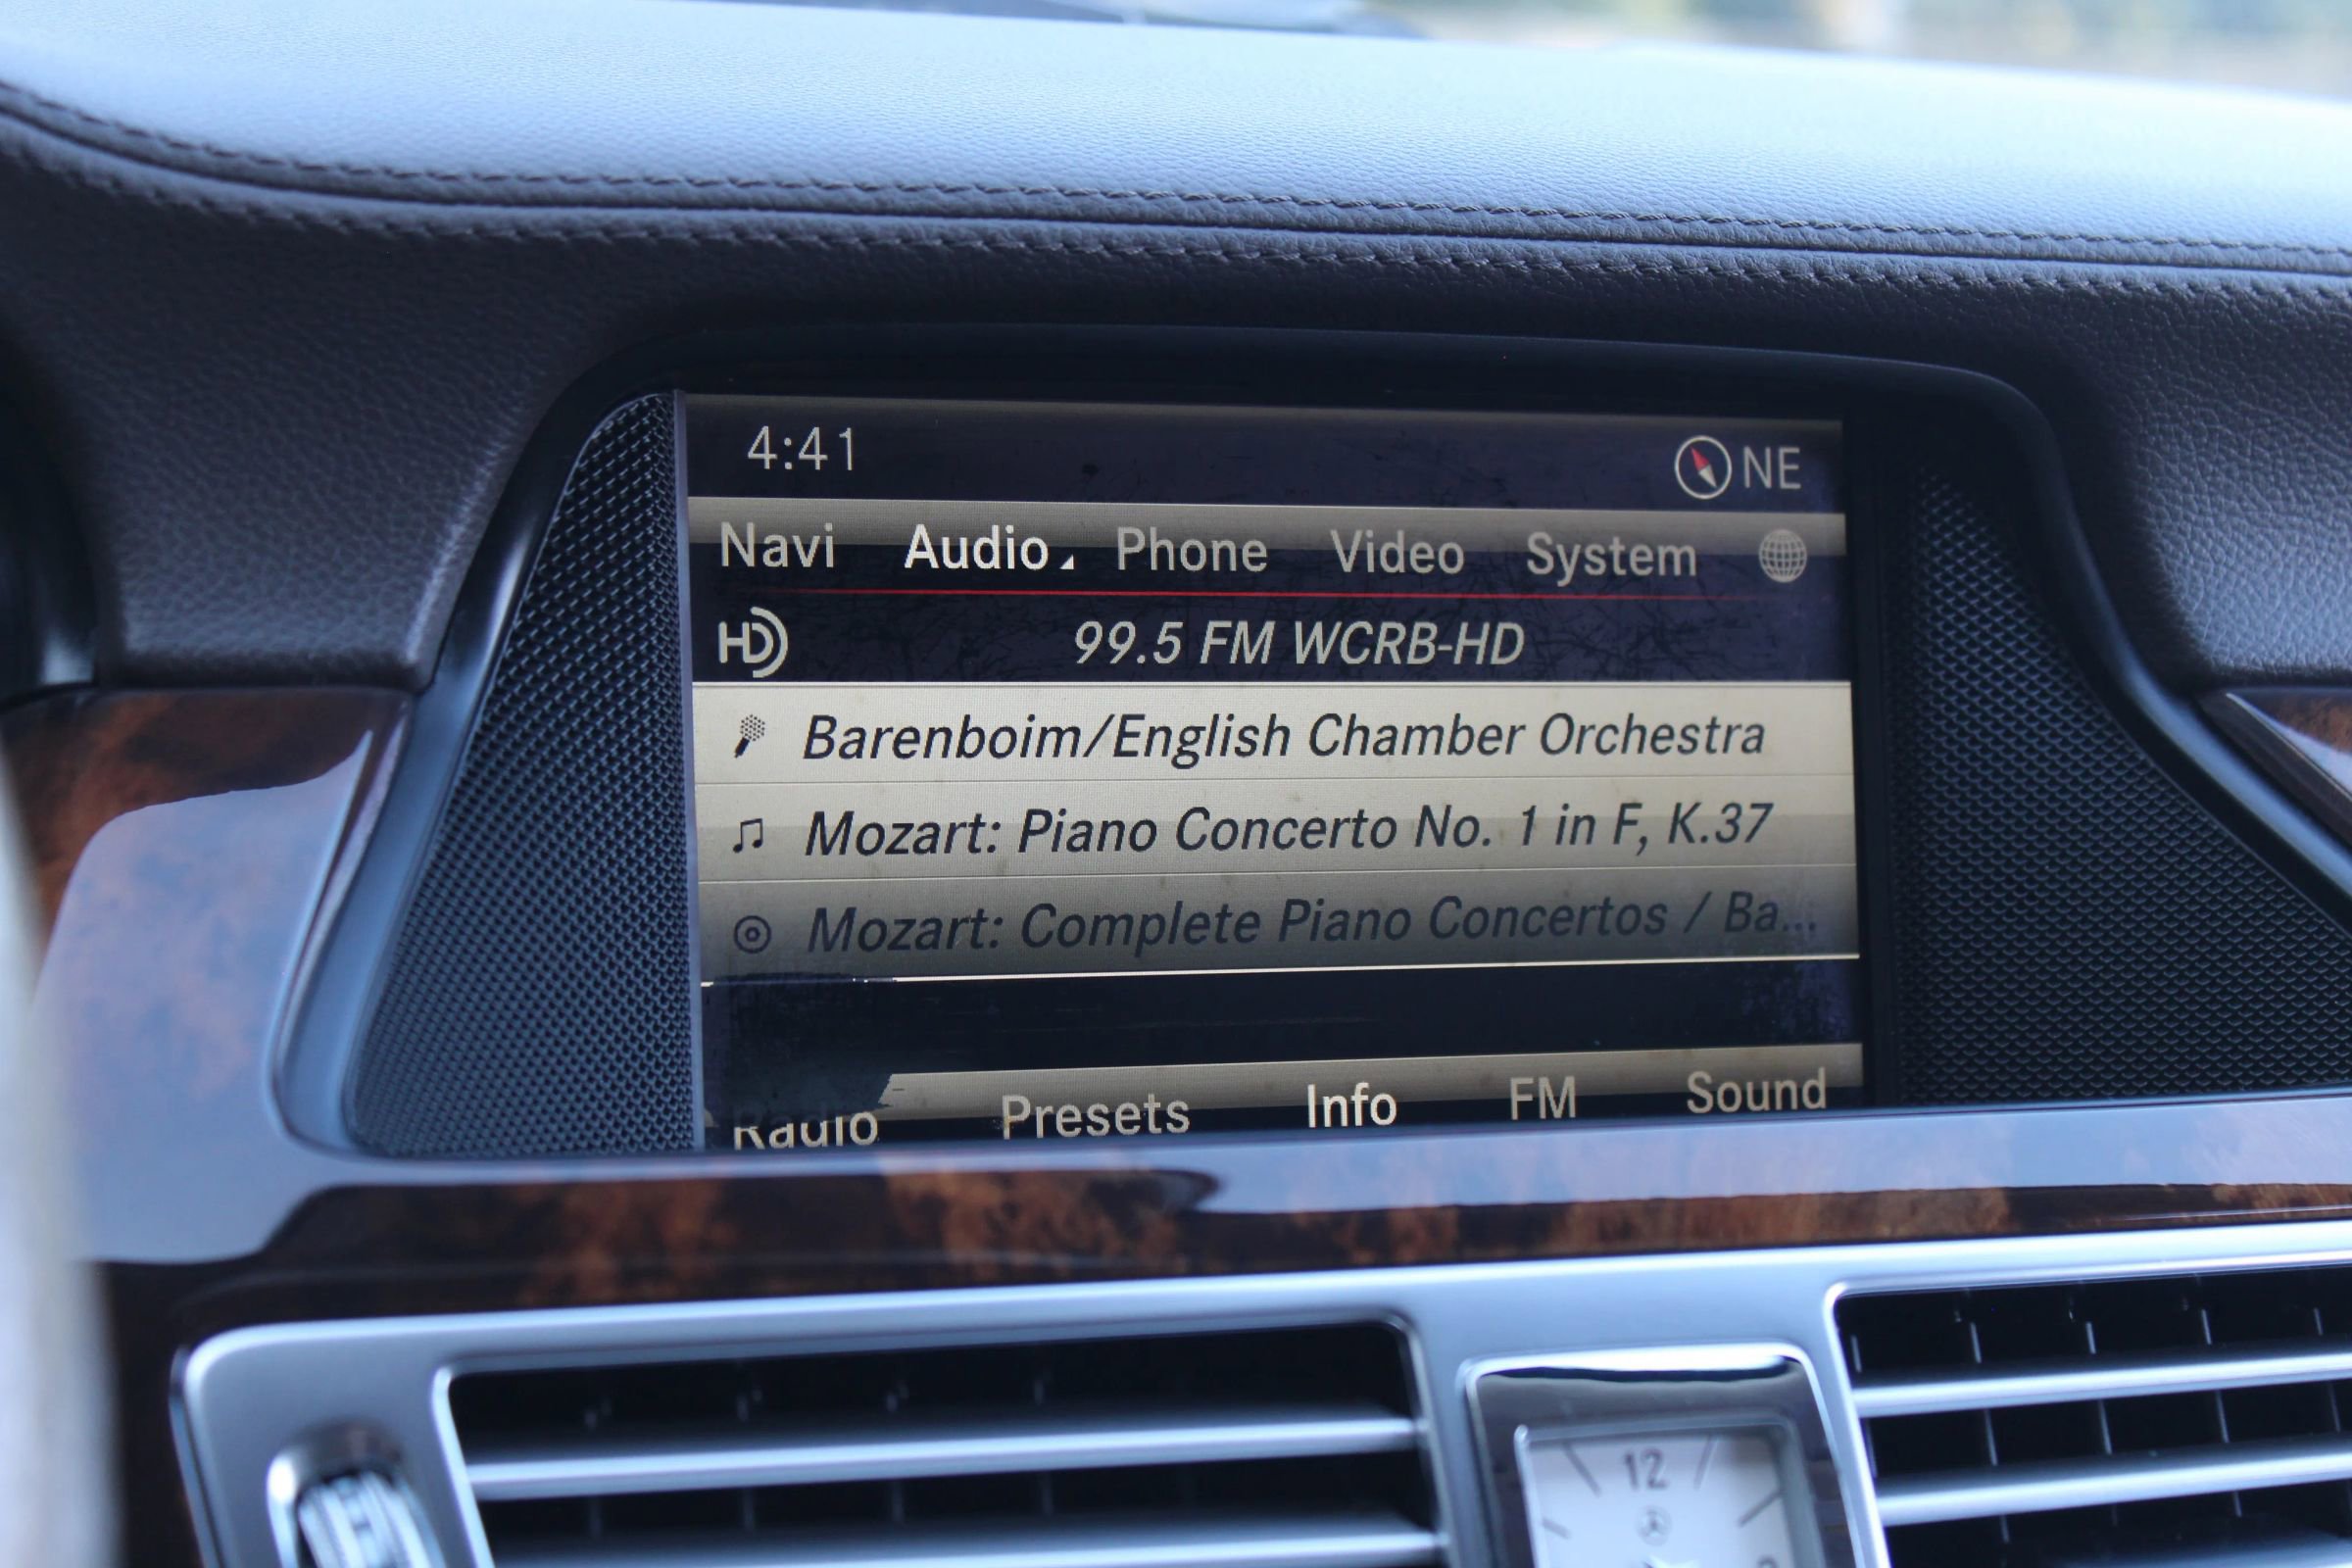 4:41 NE
Navi Audio Phone Video System
HD 99.5 FM WCRB-HD
Barenboim/English Chamber Orchestra
Mozart: Piano Concerto No. 1 in F, K.37
Mozart: Complete Piano Concertos / Ba...
Radio Presets Info FM Sound
12